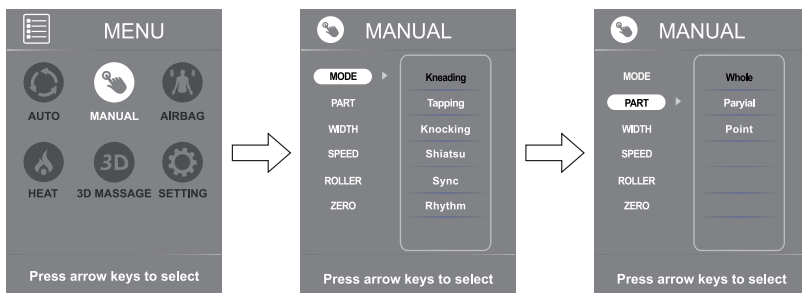 MENU
AUTO MANUAL AIRBAG
3D
HEAT 3D MASSAGE SETTING
Press arrow keys to select
MANUAL
MODE Kneading
PART Tapping
WIDTH Knocking
SPEED Shiatsu
ROLLER Sync
ZERO Rhythm
Press arrow keys to select
MANUAL
MODE Whole
PART Paryial
WIDTH Point
SPEED
ROLLER
ZERO
Press arrow keys to select